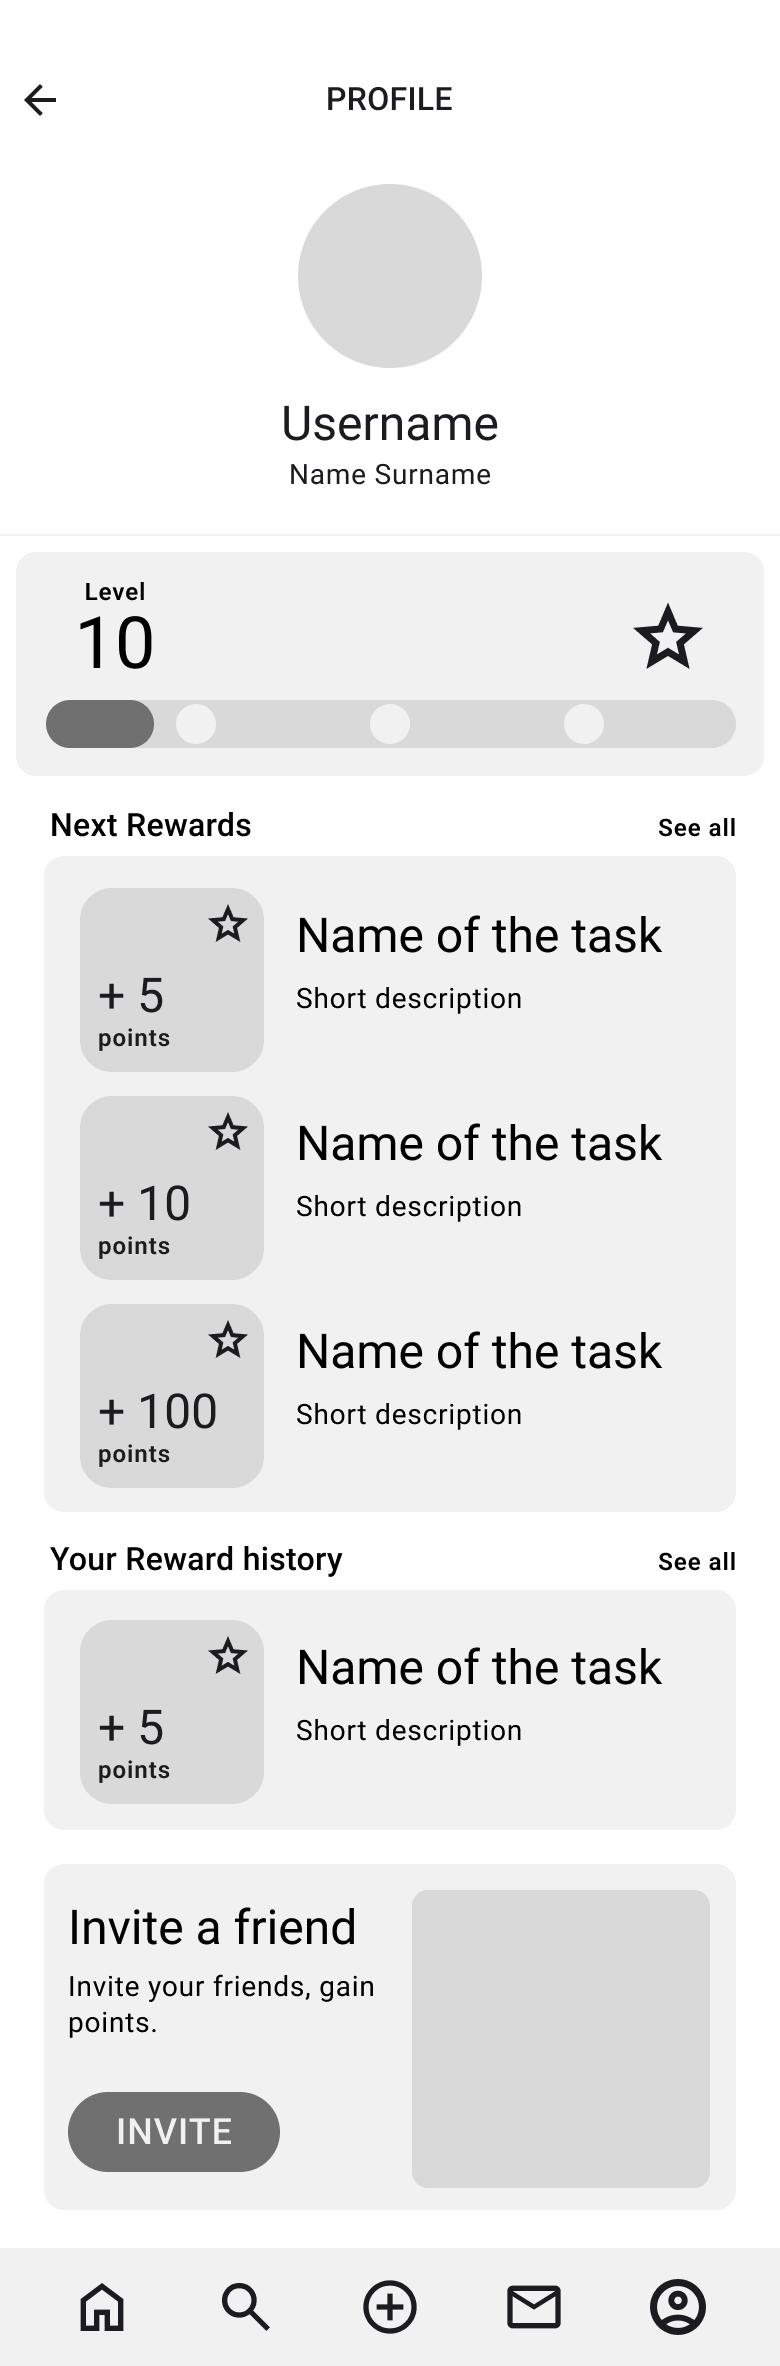 PROFILE
Username
Name Surname
Level
10
Next Rewards
See all
+ 5
points
Name of the task
Short description
+ 10
points
Name of the task
Short description
+ 100
points
Name of the task
Short description
Your Reward history
See all
+ 5
points
Name of the task
Short description
Invite a friend
Invite your friends, gain
points.
INVITE